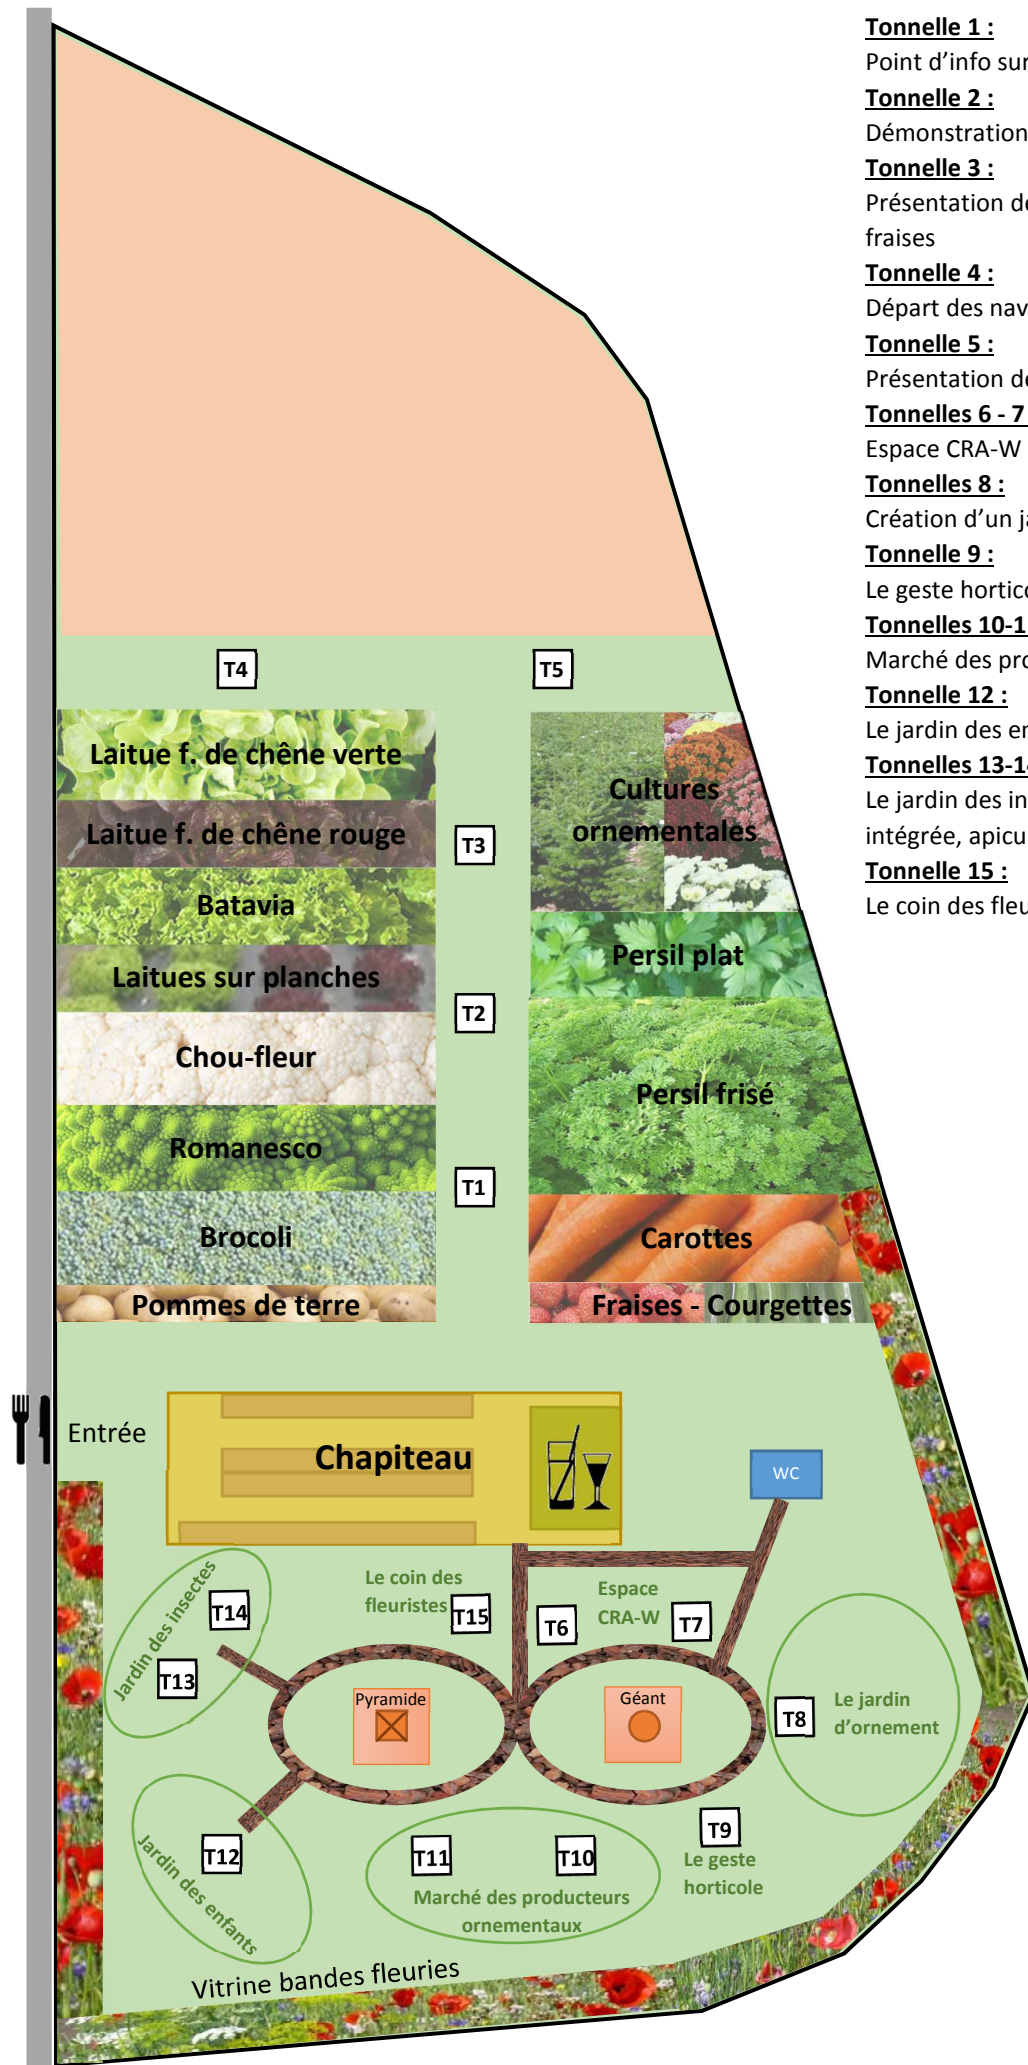 Tonnelle 1 :
Point d'info sur
Tonnelle 2 :
Démonstration
Tonnelle 3 :
Présentation de
fraises
Tonnelle 4 :
Départ des nav
Tonnelle 5 :
Présentation de
Tonnelles 6 - 7
Espace CRA-W
Tonnelles 8 :
Création d'un ja
Tonnelle 9 :
Le geste hortico
Tonnelles 10-1
Marché des pro
Tonnelle 12 :
Le jardin des en
Tonnelles 13-14
Le jardin des in
intégrée, apicu
Tonnelle 15 :
Le coin des fleu
T4
T5
Laitue f. de chêne verte
Laitue f. de chêne rouge
Batavia
Laitues sur planches
Chou-fleur
Romanesco
Brocoli
Pommes de terre
T3
T2
T1
Cultures
ornementales
Persil plat
Persil frisé
Carottes
Fraises - Courgettes
Entrée
Chapiteau
WC
Jardin des insectes
T14
T13
Le coin des
fleuristes
T15
Espace
CRA-W
T6
T7
Pyramide
Géant
T8
Le jardin
d'ornement
Jardin des enfants
T12
T11
T10
Marché des producteurs
ornementaux
T9
Le geste
horticole
Vitrine bandes fleuries